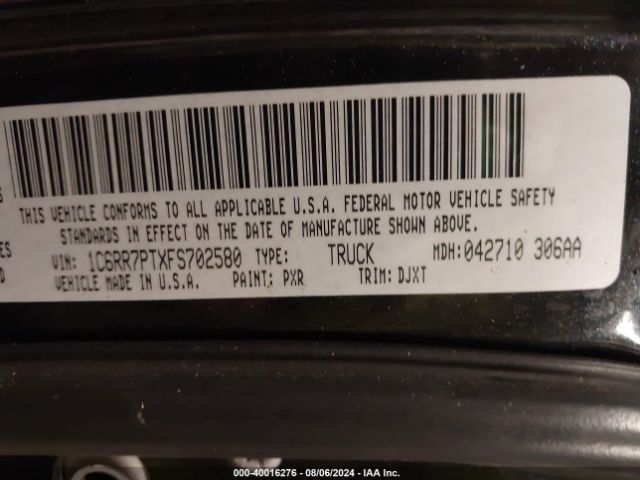 S
THIS VEHICLE CONFORMS TO ALL APPLICABLE U.S.A. FEDERAL MOTOR VEHICLE SAFETY
ES STANDARDS IN EFFECT ON THE DATE OF MANUFACTURE SHOWN ABOVE.
D VIN: 1C6RR7PTXFS702580 TYPE: TRUCK MDH:042710 306AA
VEHICLE MADE IN U.S.A. PAINT: PXR TRIM: DJXT
000-40016276 - 08/06/2024 - IAA Inc.